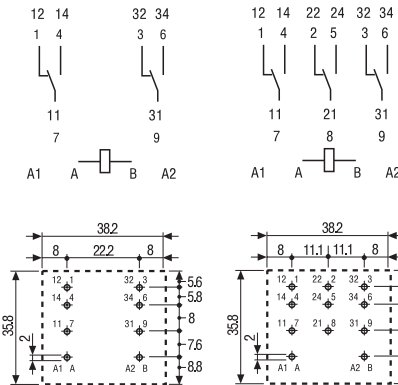 12 14 32 34
1 4 3 6
11 31
7 9
A1 A B A2
12 14 22 24 32 34
1 4 2 5 3 6
11 21 31
7 8 9
A1 A B A2
38.2
8 22.2 8
12 1 32 3
14 4 34 6
11 7 31 9
A1 A A2 B
35.8
2
5.6
5.8
8
7.6
8.8
38.2
8 11.1 11.1 8
12 1 22 2 32 3
14 4 24 5 34 6
11 7 21 8 31 9
A1 A A2 B
35.8
2